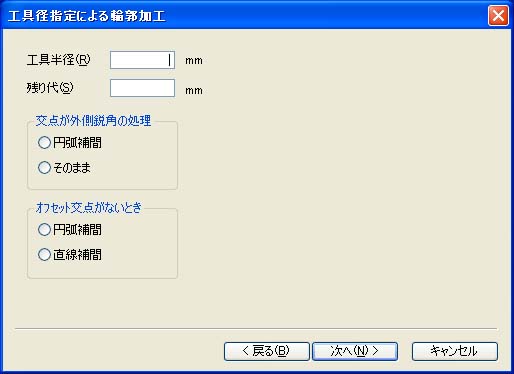 工具径指定による輪郭加工
工具半径(R) mm
残り代(S) mm
交点が外側鋭角の処理
円弧補間
そのまま
オフセット交点がないとき
円弧補間
直線補間
< 戻る(B) 次へ(N) > キャンセル